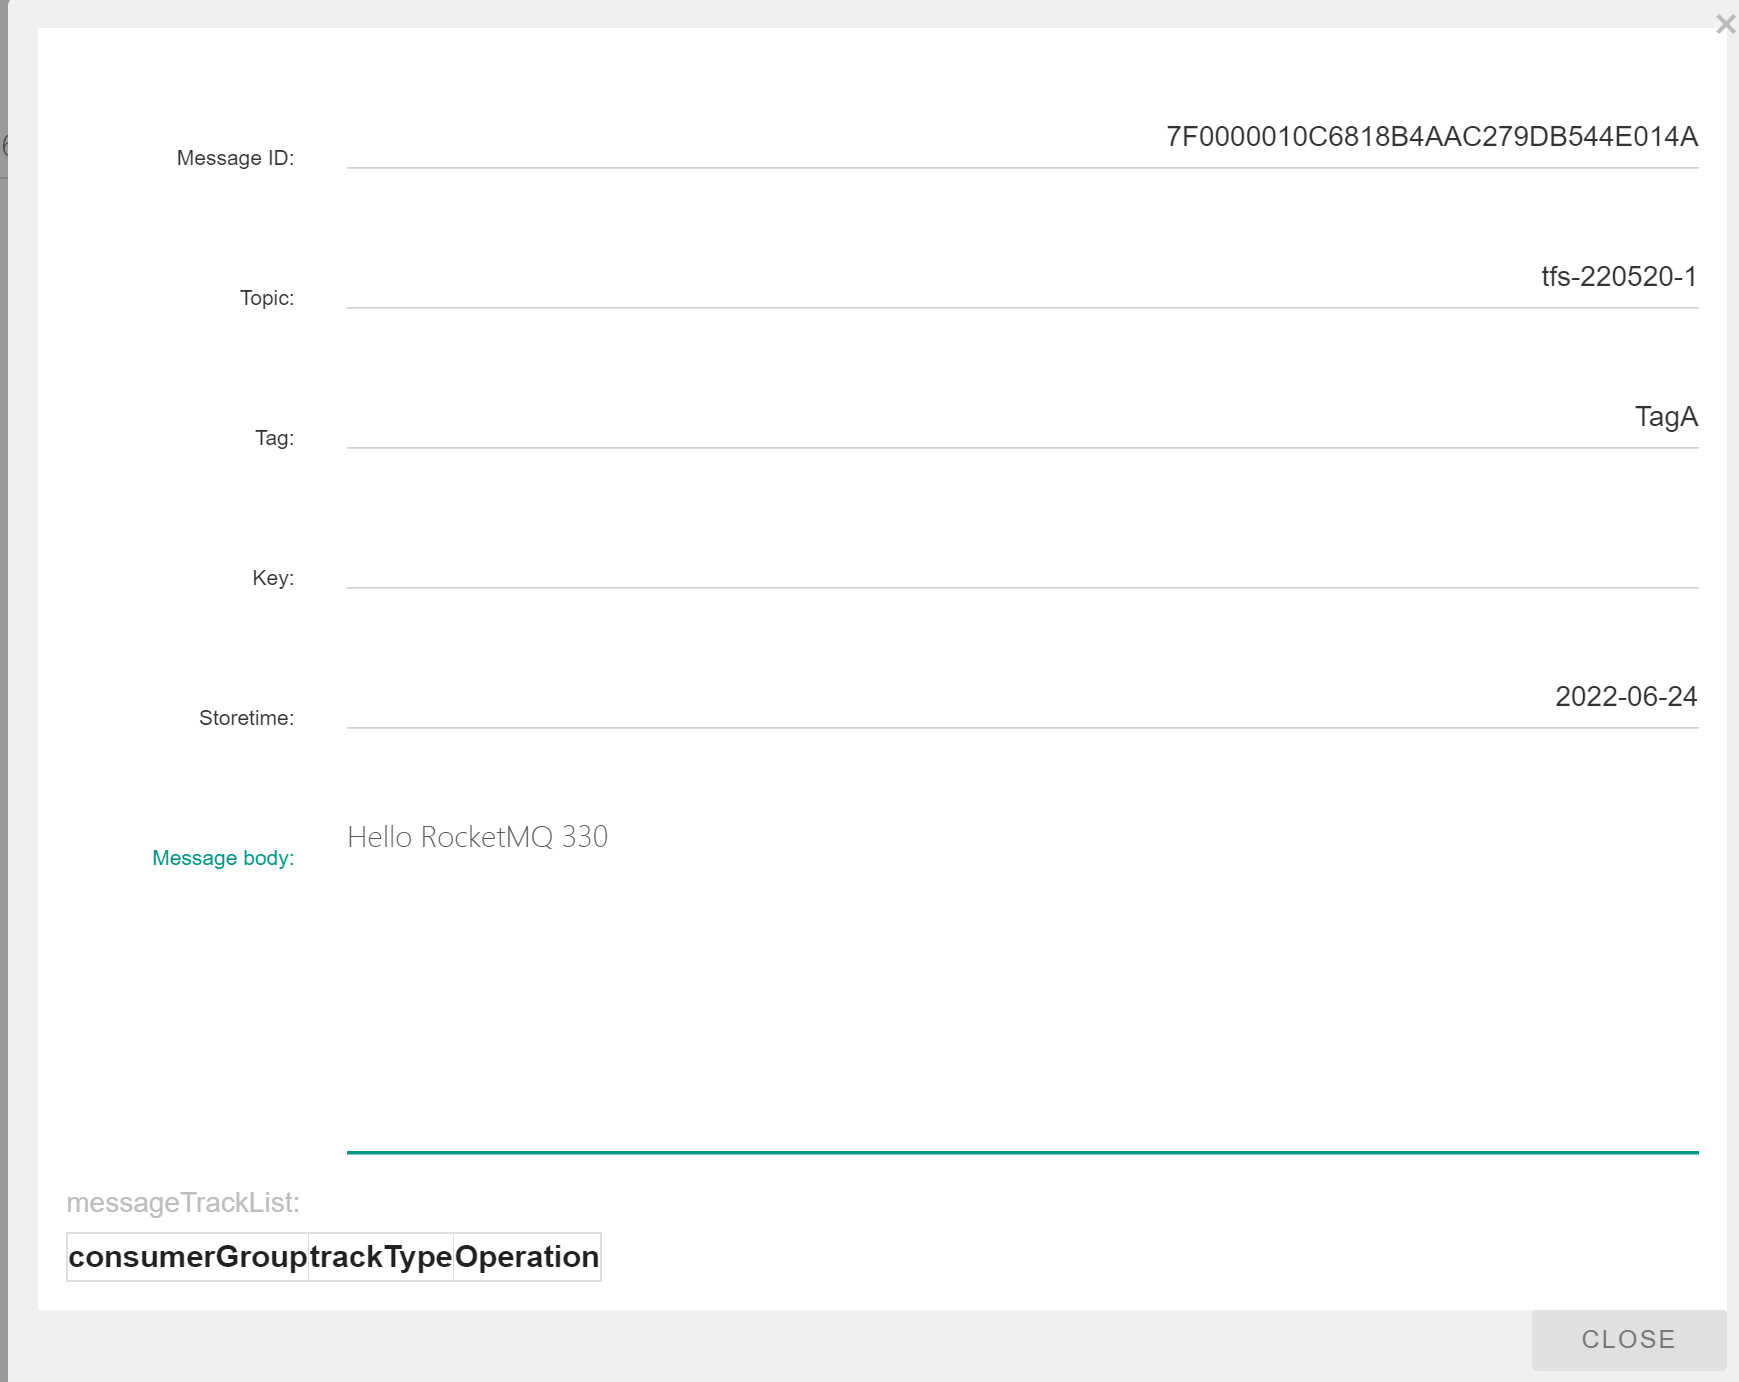 ×
Message ID: 7F0000010C6818B4AAC279DB544E014A
Topic: tfs-220520-1
Tag: TagA
Key:
Storetime: 2022-06-24
Message body: Hello RocketMQ 330
messageTrackList:
consumerGroup trackType Operation
CLOSE